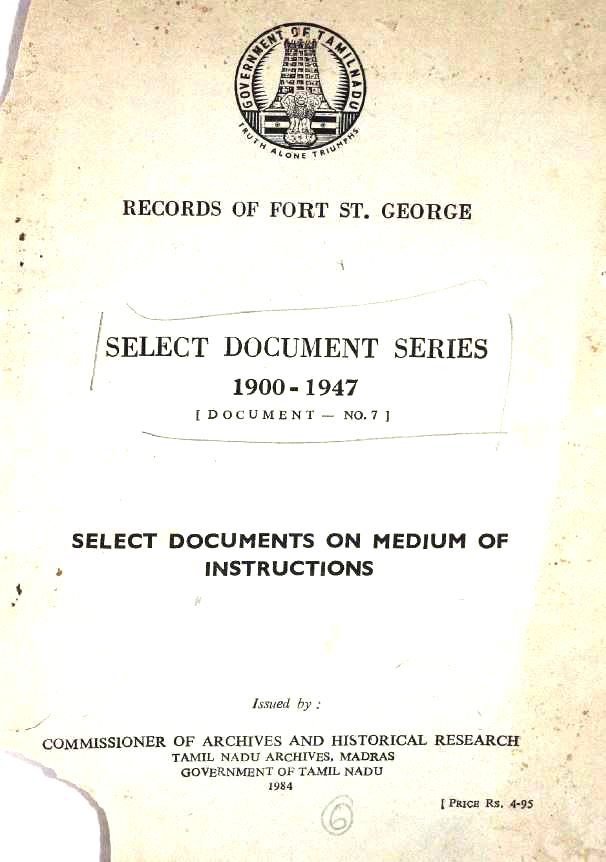 GOVERNMENT OF TAMILNADU
TRUTH ALONE TRIUMPHS
RECORDS OF FORT ST. GEORGE
SELECT DOCUMENT SERIES
1900-1947
[ DOCUMENT — NO. 7 ]
SELECT DOCUMENTS ON MEDIUM OF
INSTRUCTIONS
Issued by :
COMMISSIONER OF ARCHIVES AND HISTORICAL RESEARCH
TAMIL NADU ARCHIVES, MADRAS
GOVERNMENT OF TAMIL NADU
1984
6
[ PRICE RS. 4-95